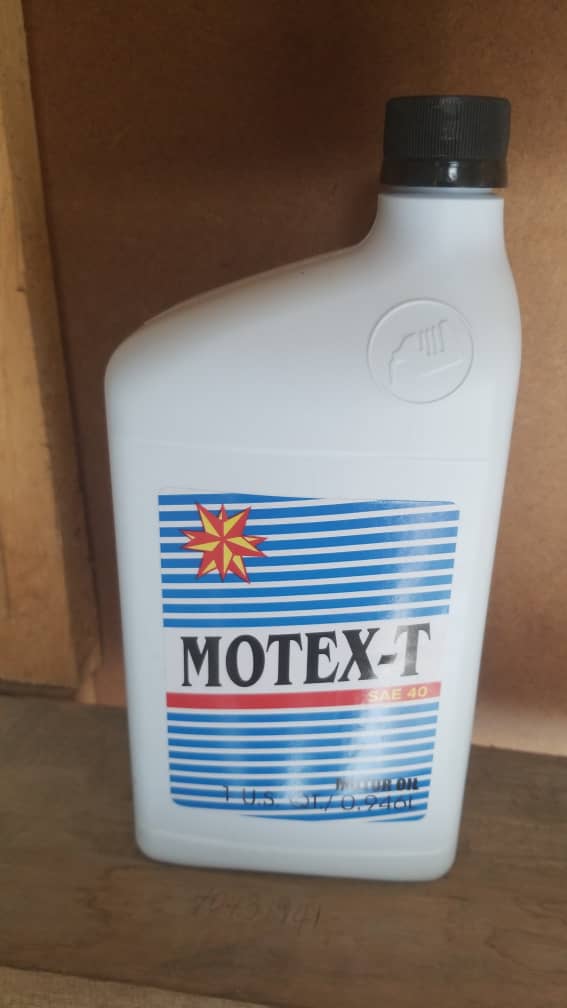 MOTEX-T
SAE 40
MOTOR OIL
1 U.S. QT./ 0.946L